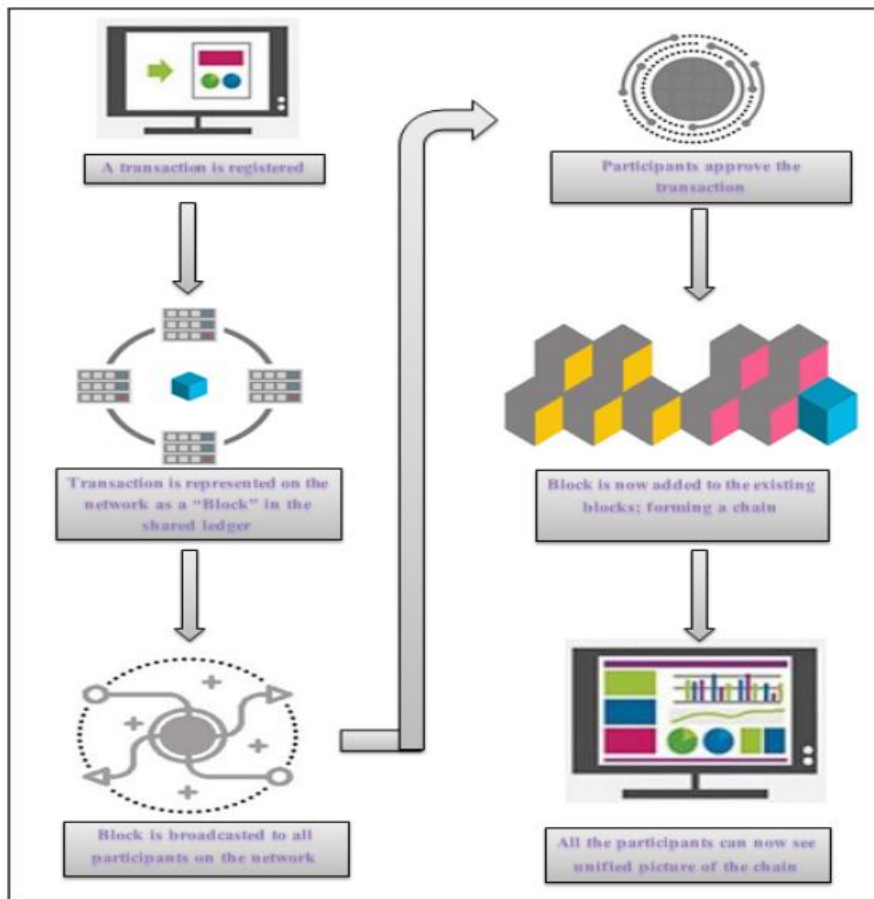 A transaction is registered
Transaction is represented on the
network as a “Block” in the
shared ledger
Block is broadcasted to all
participants on the network
Participants approve the
transaction
Block is now added to the existing
blocks; forming a chain
All the participants can now see
unified picture of the chain